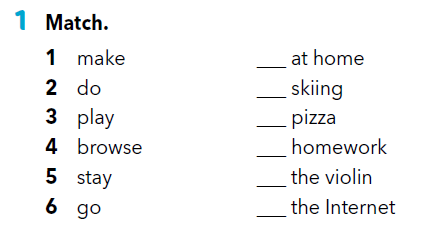 1 Match.
1 make ___ at home
2 do ___ skiing
3 play ___ pizza
4 browse ___ homework
5 stay ___ the violin
6 go ___ the Internet